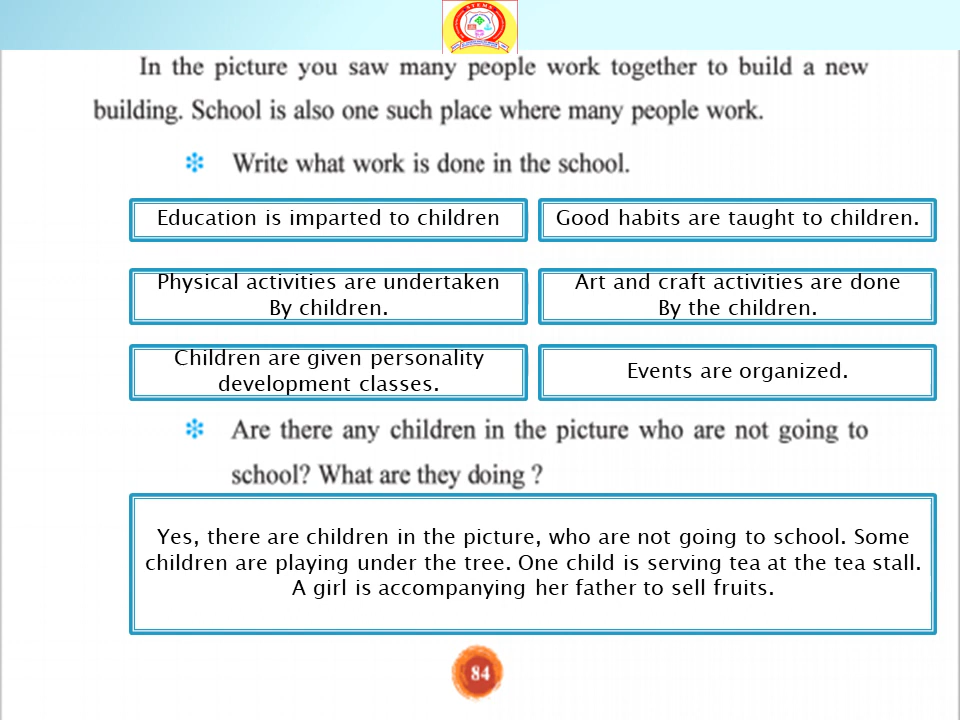 In the picture you saw many people work together to build a new
building. School is also one such place where many people work.
Write what work is done in the school.
Education is imparted to children
Good habits are taught to children.
Physical activities are undertaken
By children.
Art and craft activities are done
By the children.
Children are given personality
development classes.
Events are organized.
Are there any children in the picture who are not going to
school? What are they doing ?
Yes, there are children in the picture, who are not going to school. Some
children are playing under the tree. One child is serving tea at the tea stall.
A girl is accompanying her father to sell fruits.
84